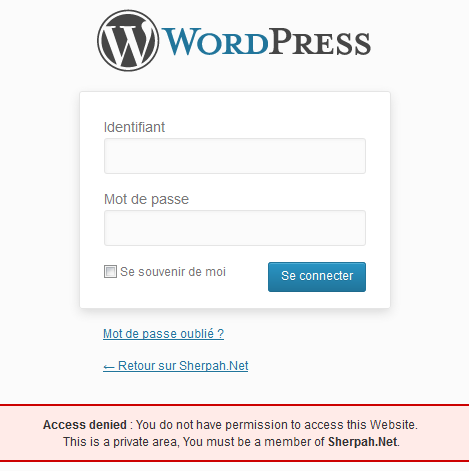 WORDPRESS
Identifiant
Mot de passe
Se souvenir de moi
Se connecter
Mot de passe oublié ?
← Retour sur Sherpah.Net
Access denied : You do not have permission to access this Website.
This is a private area, You must be a member of Sherpah.Net.